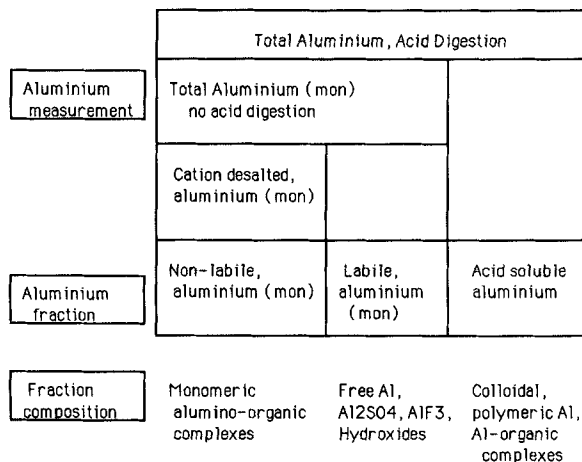 Total Aluminium, Acid Digestion
Aluminium
measurement
Total Aluminium (mon)
no acid digestion
Cation desalted,
aluminium (mon)
Aluminium
fraction
Non-labile,
aluminium (mon)
Labile,
aluminium
(mon)
Acid soluble
aluminium
Fraction
composition
Monomeric
alumino-organic
complexes
Free Al,
Al2SO4, AlF3,
Hydroxides
Colloidal,
polymeric Al,
Al-organic
complexes